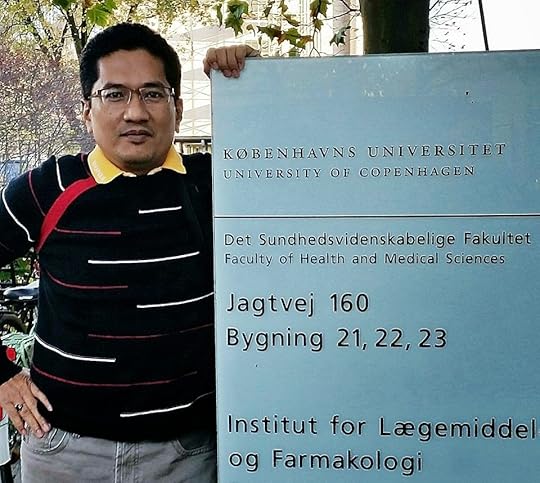 KØBENHAVNS UNIVERSITET
UNIVERSITY OF COPENHAGEN
Det Sundhedsvidenskabelige Fakultet
Faculty of Health and Medical Sciences
Jagtvej 160
Bygning 21, 22, 23
Institut for Lægemiddel
og Farmakologi